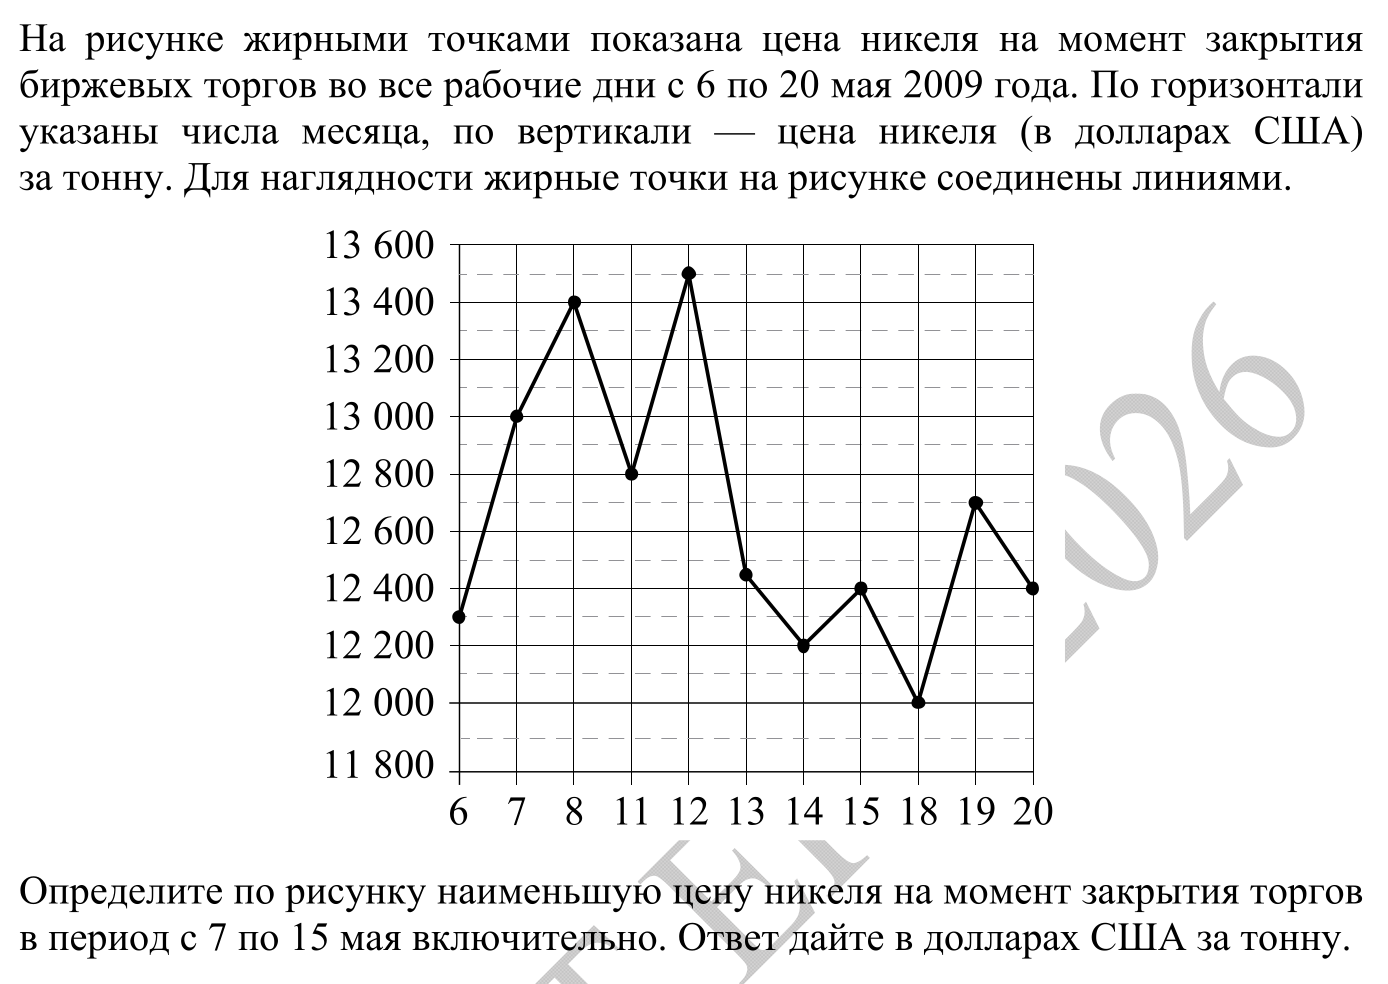 На рисунке жирными точками показана цена никеля на момент закрытия
биржевых торгов во все рабочие дни с 6 по 20 мая 2009 года. По горизонтали
указаны числа месяца, по вертикали — цена никеля (в долларах США)
за тонну. Для наглядности жирные точки на рисунке соединены линиями.
13 600
13 400
13 200
13 000
12 800
12 600
12 400
12 200
12 000
11 800
6 7 8 11 12 13 14 15 18 19 20
Определите по рисунку наименьшую цену никеля на момент закрытия торгов
в период с 7 по 15 мая включительно. Ответ дайте в долларах США за тонну.